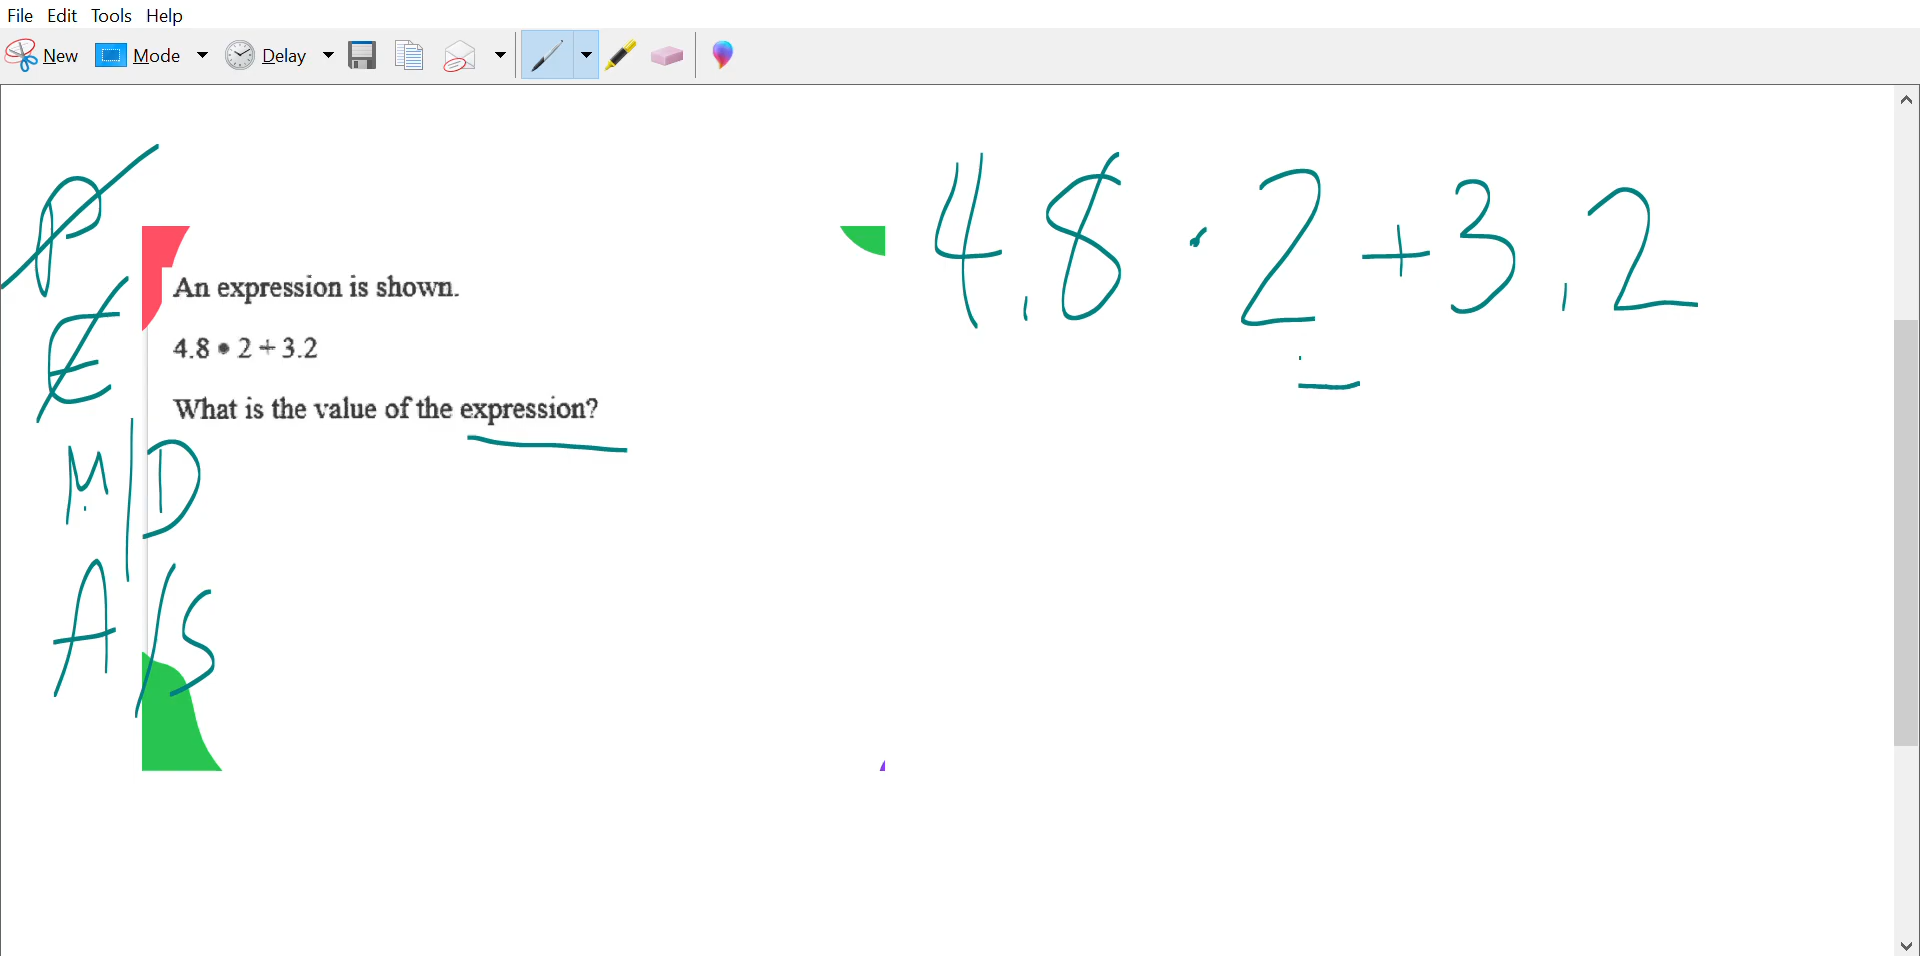 File Edit Tools Help
New Mode Delay
4.8 · 2 + 3.2
P
E
M/D
A/S
An expression is shown.
4.8 • 2 + 3.2
What is the value of the expression?